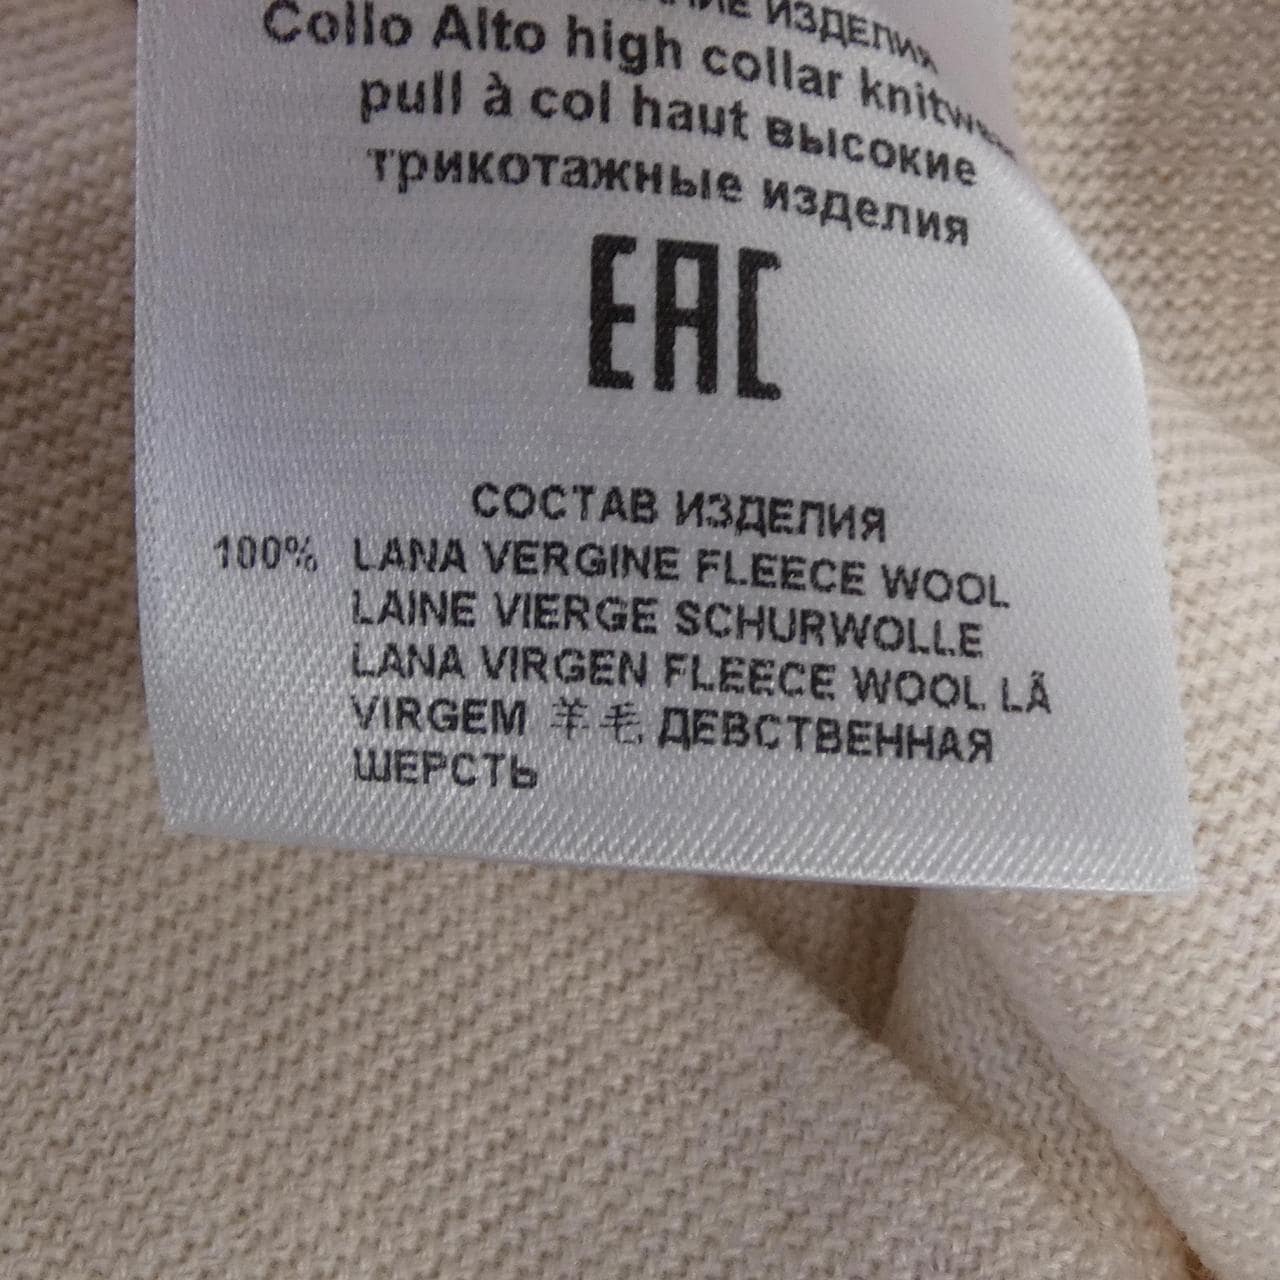 ИЗДЕЛИЯ
Collo Alto high collar
pull à col haut высокие
трикотажные изделия
EAC
СОСТАВ ИЗДЕЛИЯ
100% LANA VERGINE FLEECE WOOL
LAINE VIERGE SCHURWOLLE
LANA VIRGEN FLEECE WOOL LÃ
VIRGEM 羊毛 ДЕВСТВЕННАЯ
ШЕРСТЬ